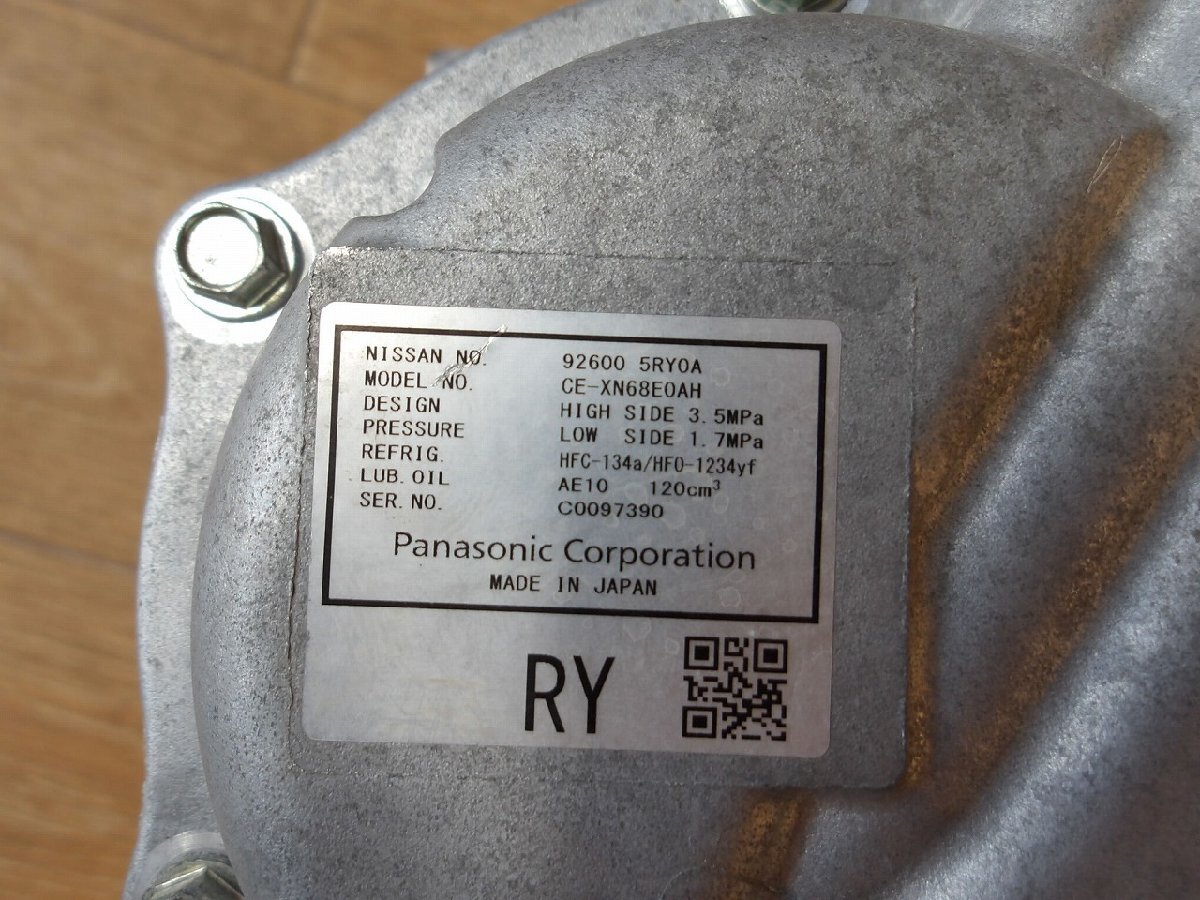 NISSAN NO. 92600 5RY0A
MODEL NO. CE-XN68E0AH
DESIGN HIGH SIDE 3.5MPa
PRESSURE LOW SIDE 1.7MPa
REFRIG. HFC-134a/HFO-1234yf
LUB. OIL AE10 120cm³
SER. NO. C0097390
Panasonic Corporation
MADE IN JAPAN
RY